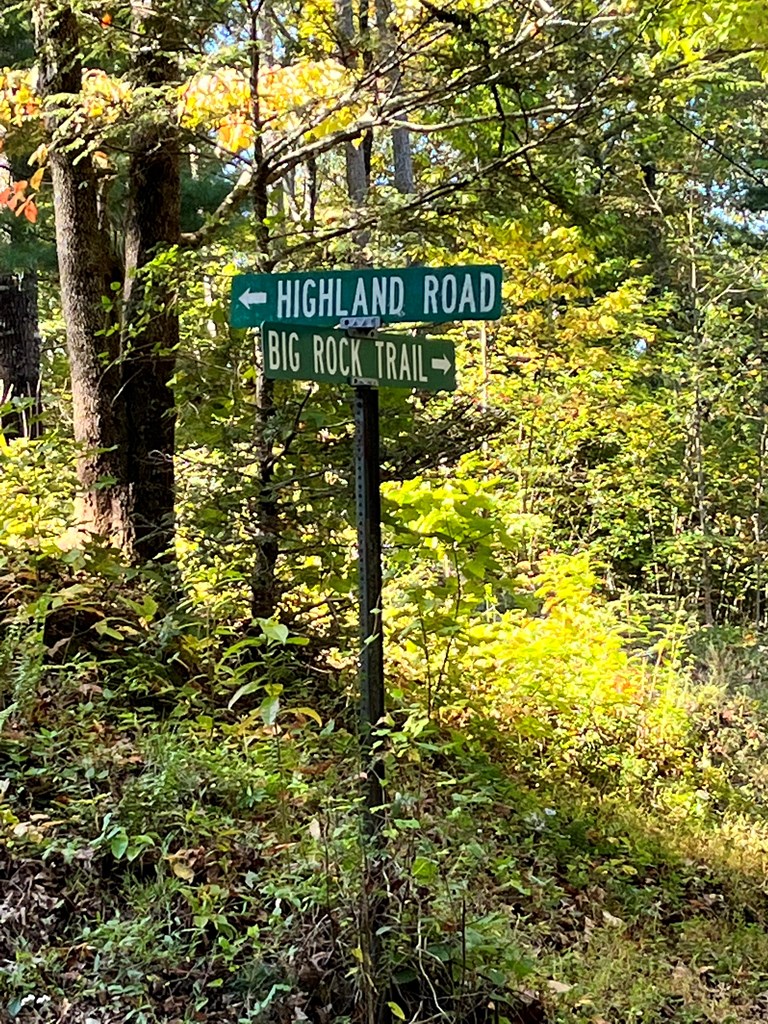 ← HIGHLAND ROAD
BIG ROCK TRAIL →